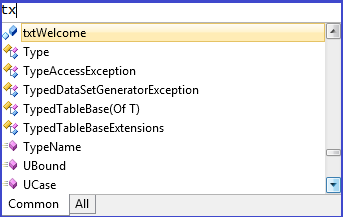 tx
txtWelcome
Type
TypeAccessException
TypedDataSetGeneratorException
TypedTableBase(Of T)
TypedTableBaseExtensions
TypeName
UBound
UCase
Common All